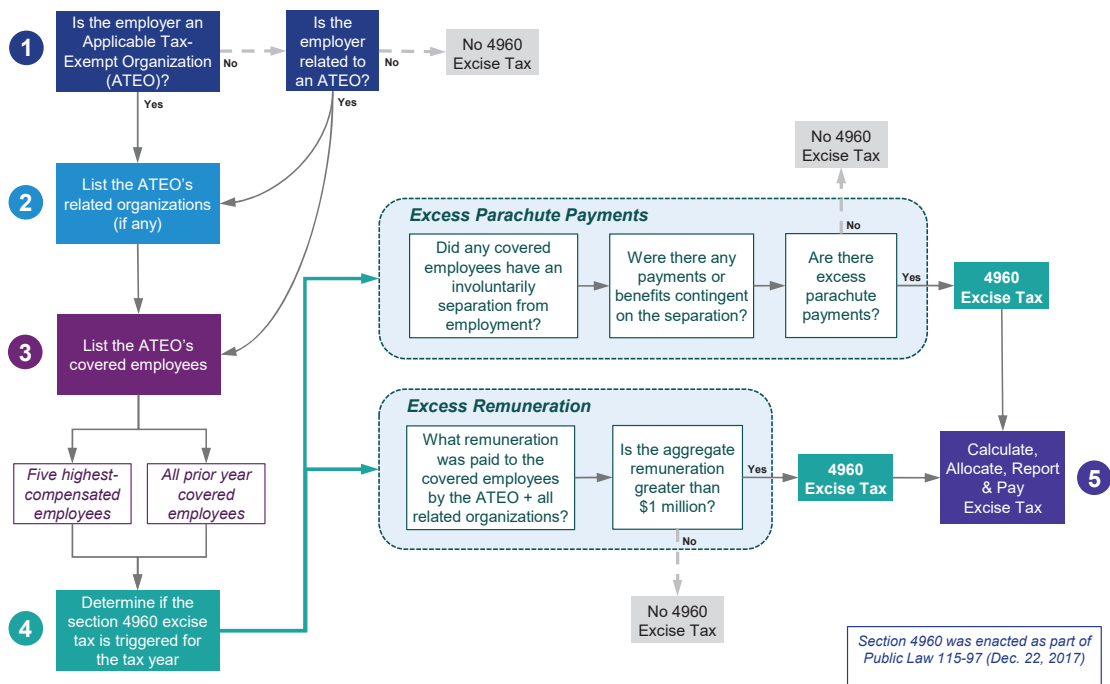 1
Is the employer an
Applicable Tax-
Exempt Organization
(ATEO)?
No
Yes
Is the
employer
related to
an ATEO?
No
Yes
No 4960
Excise Tax
2
List the ATEO’s
related organizations
(if any)
3
List the ATEO’s
covered employees
Five highest-
compensated
employees
All prior year
covered
employees
4
Determine if the
section 4960 excise
tax is triggered for
the tax year
Excess Parachute Payments
Did any covered
employees have an
involuntarily
separation from
employment?
Were there any
payments or
benefits contingent
on the separation?
Are there
excess
parachute
payments?
No
No 4960
Excise Tax
Yes
4960
Excise Tax
Excess Remuneration
What remuneration
was paid to the
covered employees
by the ATEO + all
related organizations?
Is the aggregate
remuneration
greater than
$1 million?
Yes
4960
Excise Tax
No
No 4960
Excise Tax
Calculate,
Allocate, Report
& Pay
Excise Tax
5
Section 4960 was enacted as part of
Public Law 115-97 (Dec. 22, 2017)